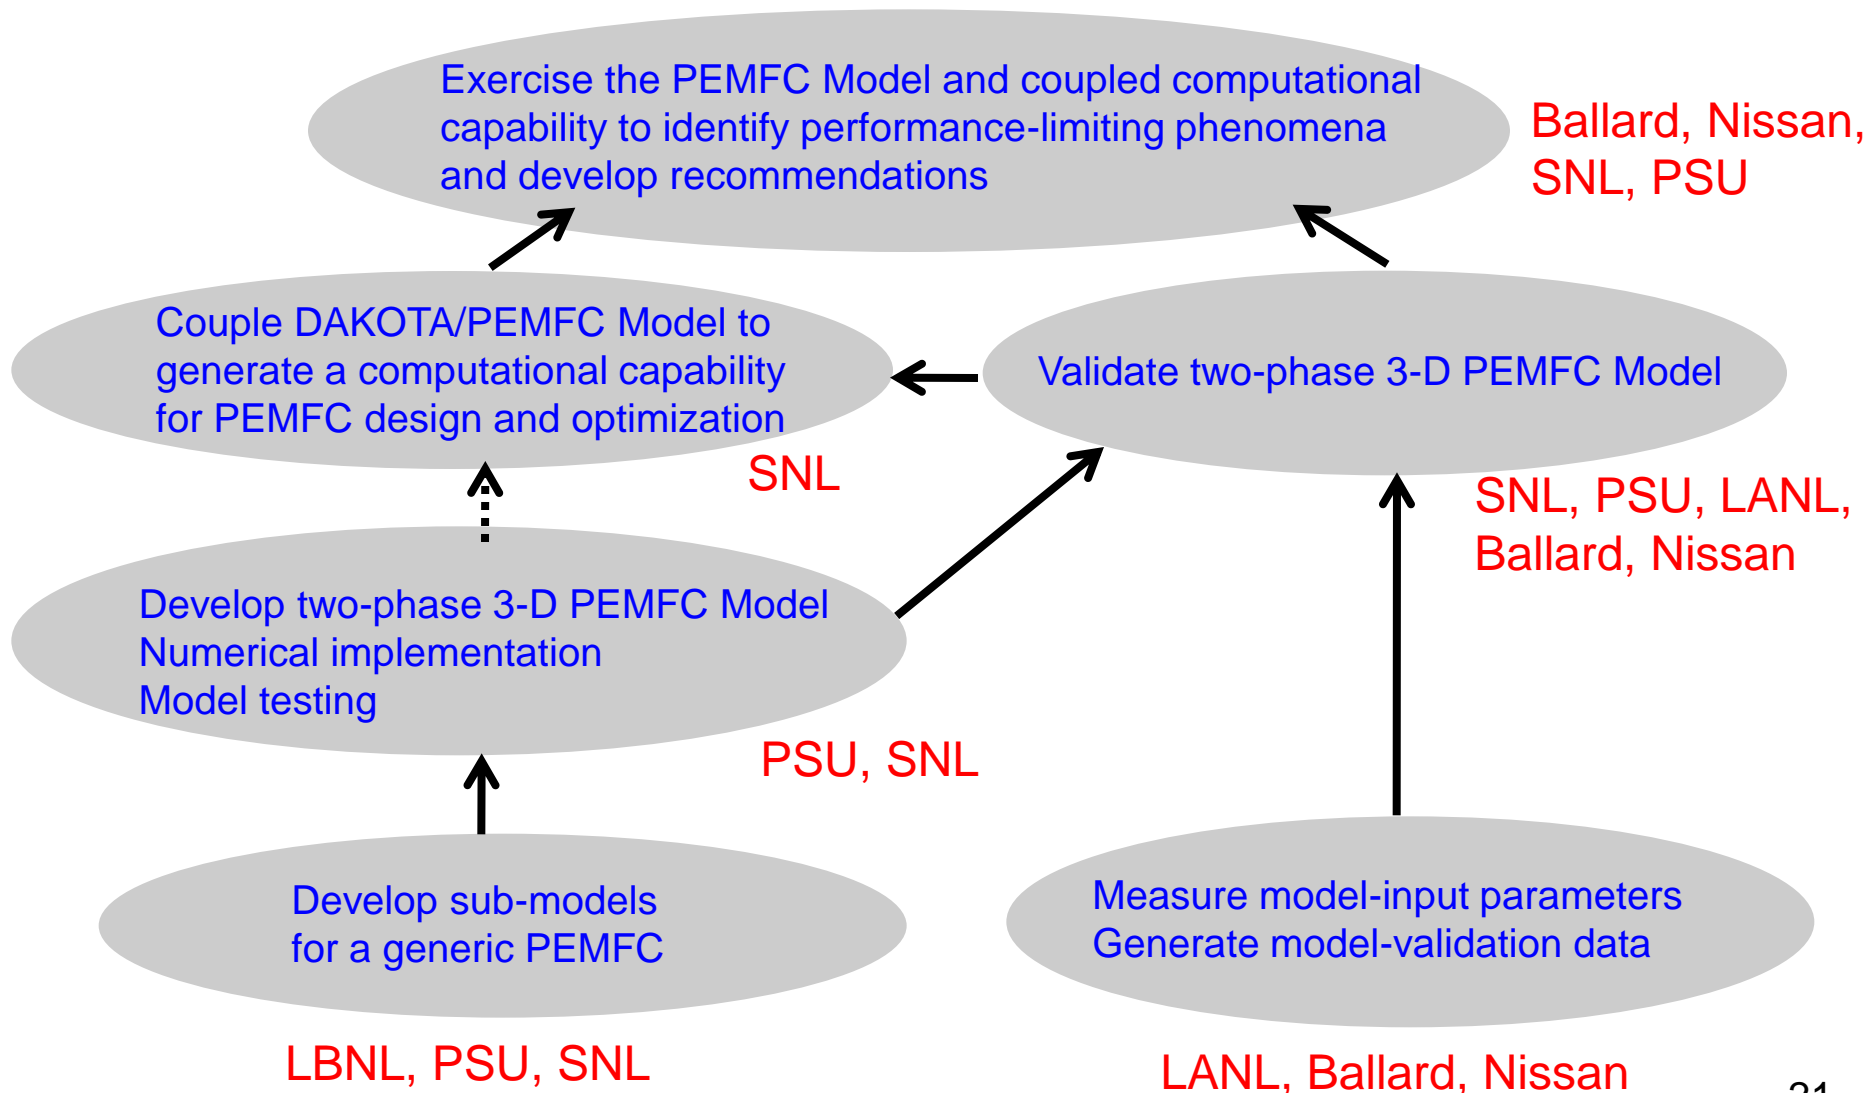 Exercise the PEMFC Model and coupled computational
capability to identify performance-limiting phenomena
and develop recommendations
Ballard, Nissan,
SNL, PSU
Couple DAKOTA/PEMFC Model to
generate a computational capability
for PEMFC design and optimization
SNL
Validate two-phase 3-D PEMFC Model
SNL, PSU, LANL,
Ballard, Nissan
Develop two-phase 3-D PEMFC Model
Numerical implementation
Model testing
PSU, SNL
Develop sub-models
for a generic PEMFC
LBNL, PSU, SNL
Measure model-input parameters
Generate model-validation data
LANL, Ballard, Nissan